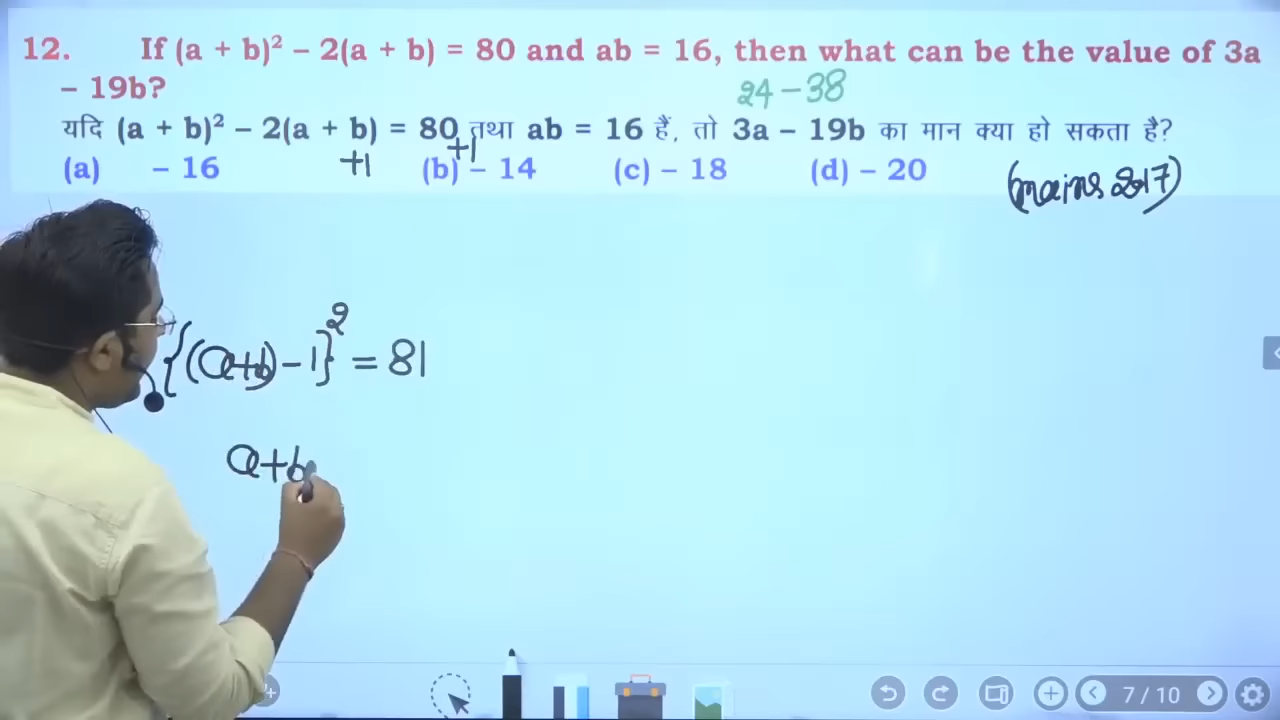 12. If (a + b)² – 2(a + b) = 80 and ab = 16, then what can be the value of 3a
– 19b?
24 – 38
यदि (a + b)² – 2(a + b) = 80 तथा ab = 16 हैं, तो 3a – 19b का मान क्या हो सकता है?
+1 +1
(a) – 16 (b) – 14 (c) – 18 (d) – 20
(mains 2017)
{(a+b) – 1}² = 81
a+b
7 / 10